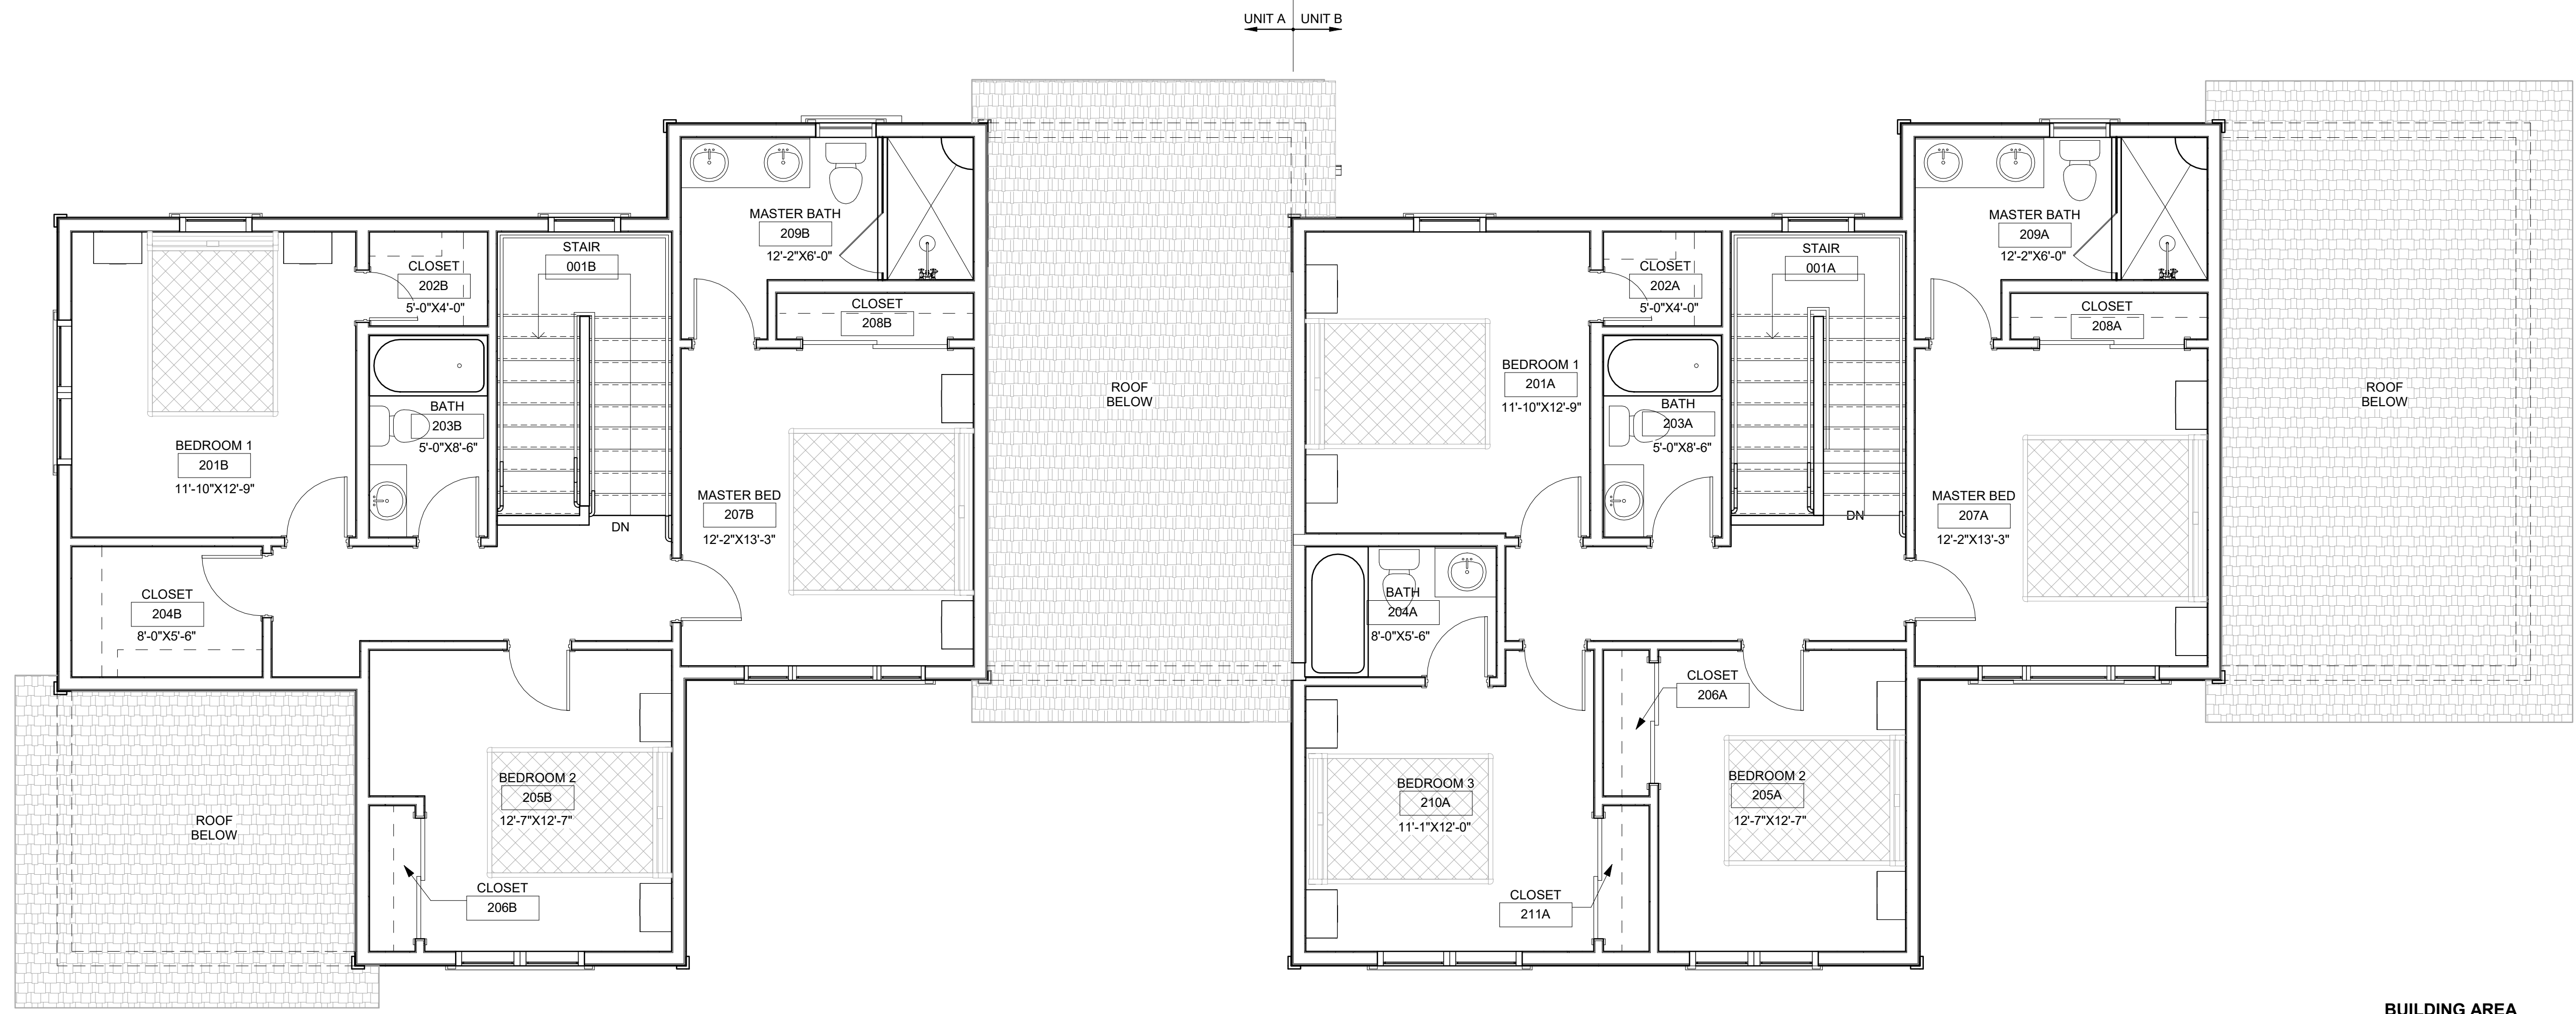 UNIT A UNIT B
MASTER BATH
209B
12'-2"X6'-0"
STAIR
001B
CLOSET
202B
5'-0"X4'-0"
CLOSET
208B
BATH
203B
5'-0"X8'-6"
BEDROOM 1
201B
11'-10"X12'-9"
MASTER BED
207B
12'-2"X13'-3"
DN
CLOSET
204B
8'-0"X5'-6"
BEDROOM 2
205B
12'-7"X12'-7"
CLOSET
206B
ROOF
BELOW
ROOF
BELOW
MASTER BATH
209A
12'-2"X6'-0"
STAIR
001A
CLOSET
202A
5'-0"X4'-0"
CLOSET
208A
BEDROOM 1
201A
11'-10"X12'-9"
BATH
203A
5'-0"X8'-6"
ROOF
BELOW
MASTER BED
207A
12'-2"X13'-3"
DN
BATH
204A
8'-0"X5'-6"
CLOSET
206A
BEDROOM 3
210A
11'-1"X12'-0"
BEDROOM 2
205A
12'-7"X12'-7"
CLOSET
211A
BUILDING AREA